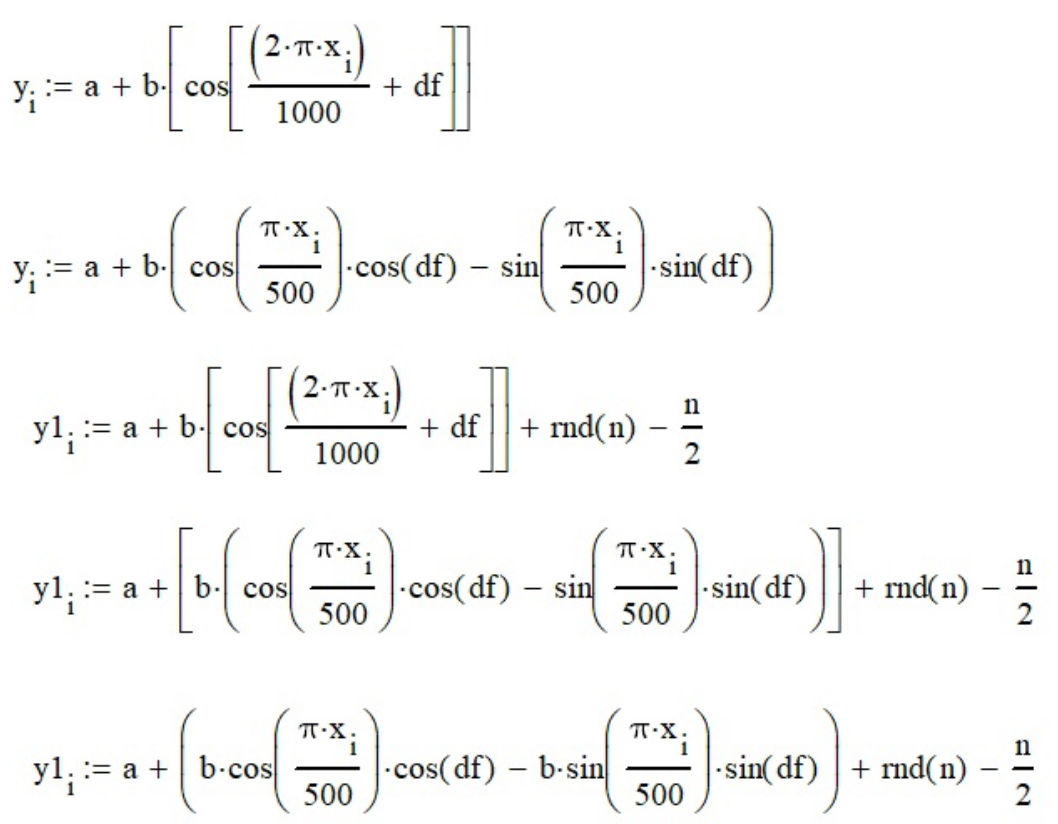 y_i := a + b·[cos[(2·π·x_i)/1000 + df]]
y_i := a + b·(cos(π·x_i/500)·cos(df) − sin(π·x_i/500)·sin(df))
y1_i := a + b·[cos[(2·π·x_i)/1000 + df]] + rnd(n) − n/2
y1_i := a + [b·(cos(π·x_i/500)·cos(df) − sin(π·x_i/500)·sin(df))] + rnd(n) − n/2
y1_i := a + (b·cos(π·x_i/500)·cos(df) − b·sin(π·x_i/500)·sin(df)) + rnd(n) − n/2